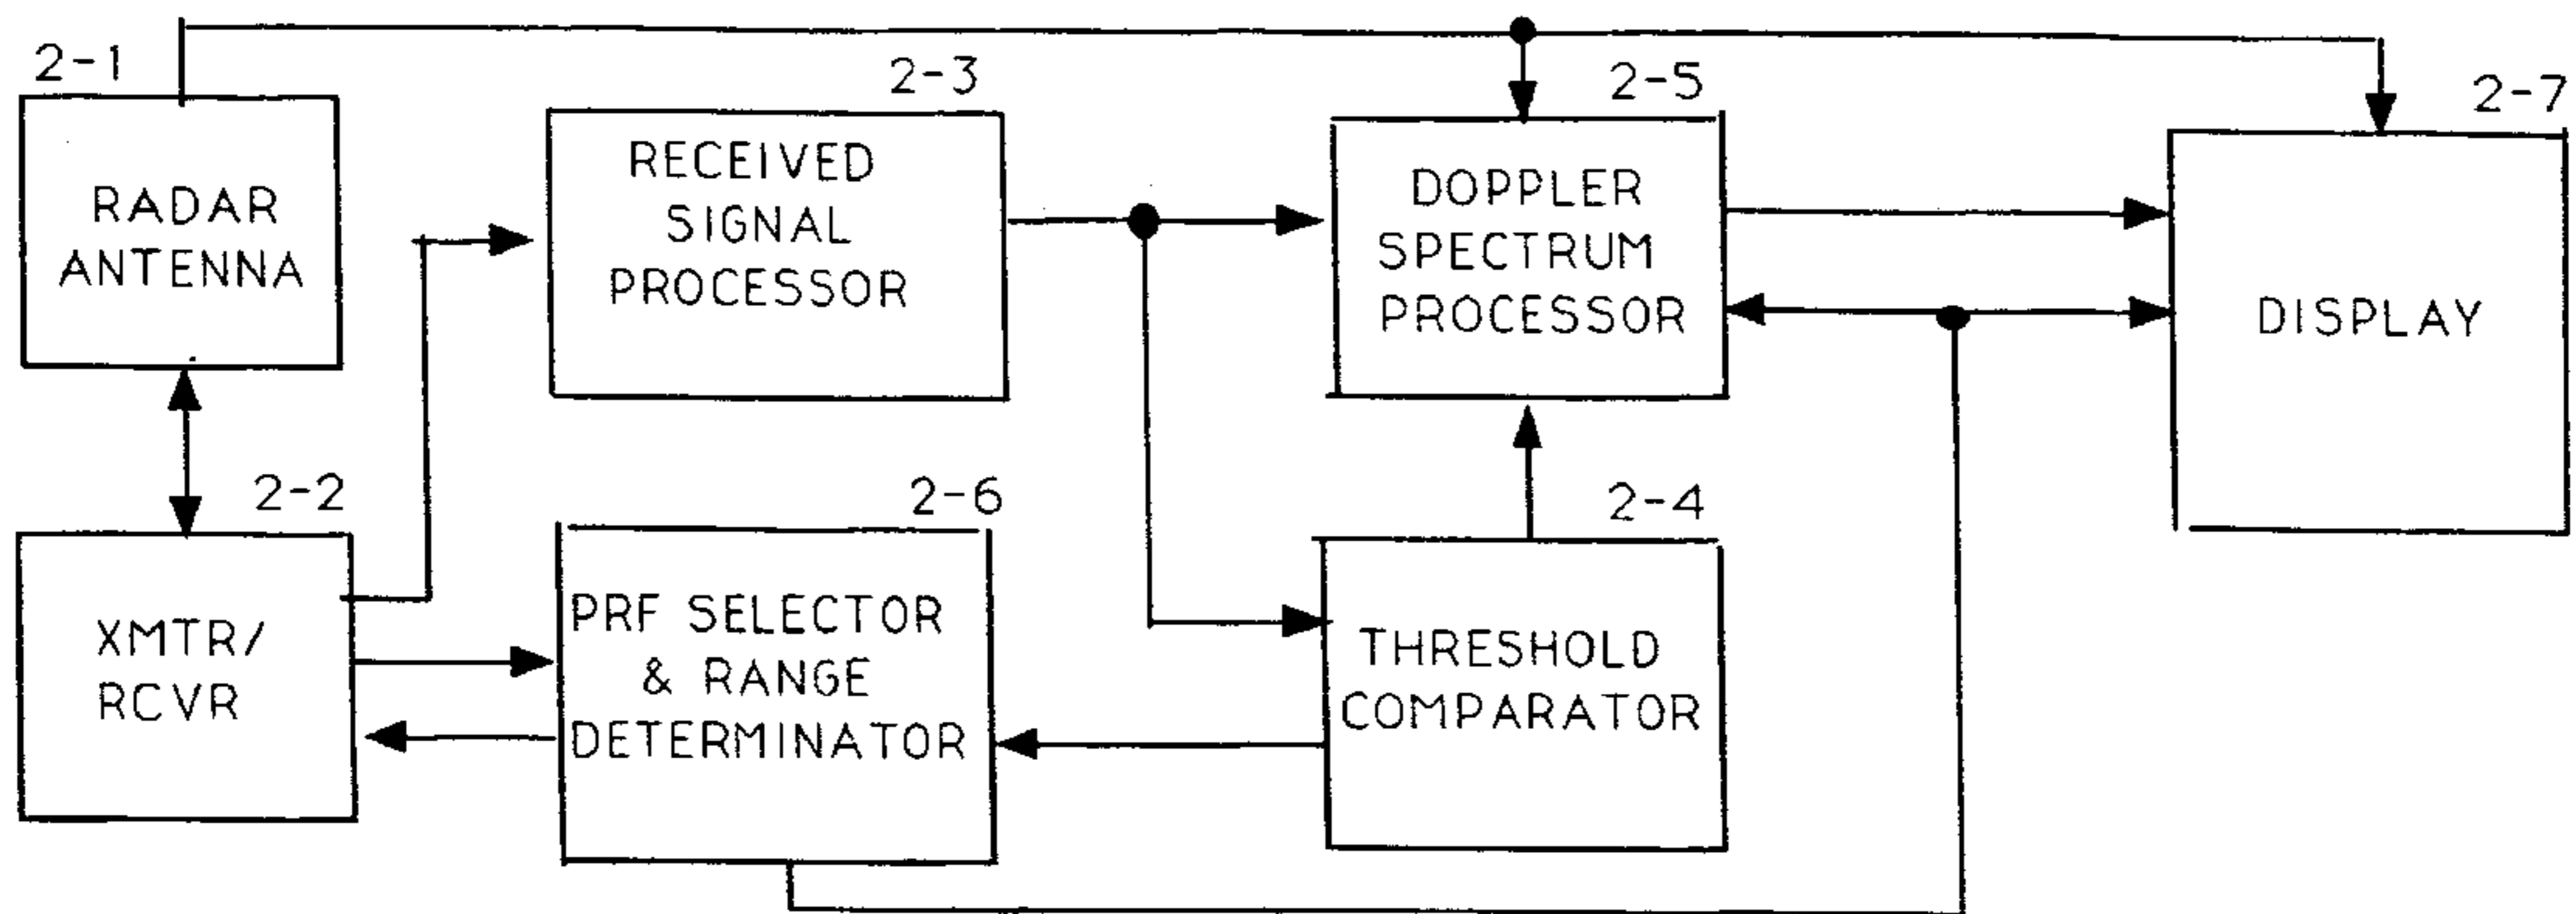 2-1
RADAR
ANTENNA
2-3
RECEIVED
SIGNAL
PROCESSOR
2-5
DOPPLER
SPECTRUM
PROCESSOR
2-7
DISPLAY
2-2
XMTR/
RCVR
2-6
PRF SELECTOR
& RANGE
DETERMINATOR
2-4
THRESHOLD
COMPARATOR